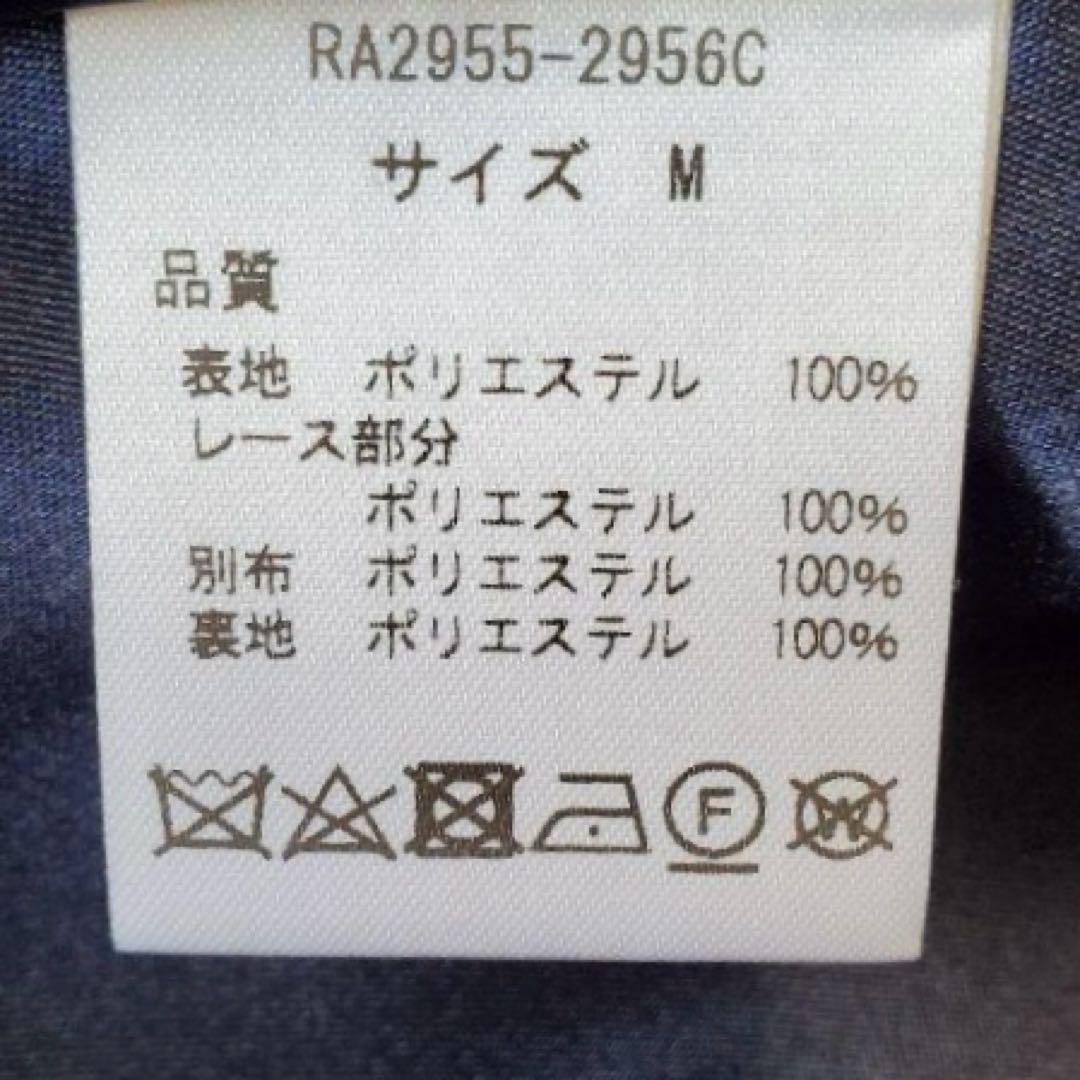 RA2955-2956C
サイズ M
品質
表地 ポリエステル 100%
レース部分
ポリエステル 100%
別布 ポリエステル 100%
裏地 ポリエステル 100%
F W